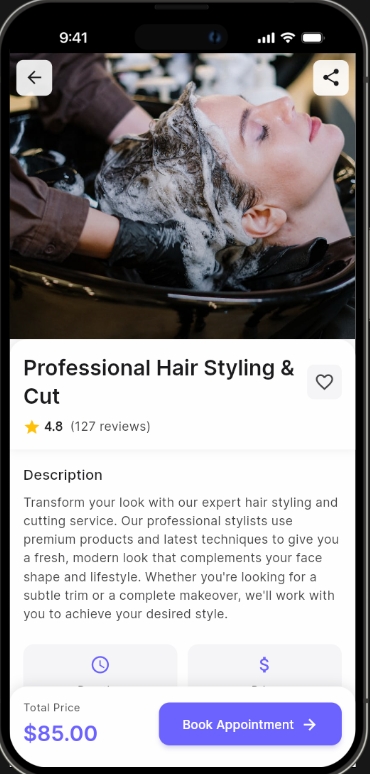 9:41
Professional Hair Styling &
Cut
4.8 (127 reviews)
Description
Transform your look with our expert hair styling and
cutting service. Our professional stylists use
premium products and latest techniques to give you
a fresh, modern look that complements your face
shape and lifestyle. Whether you're looking for a
subtle trim or a complete makeover, we'll work with
you to achieve your desired style.
$
Total Price
$85.00
Book Appointment →